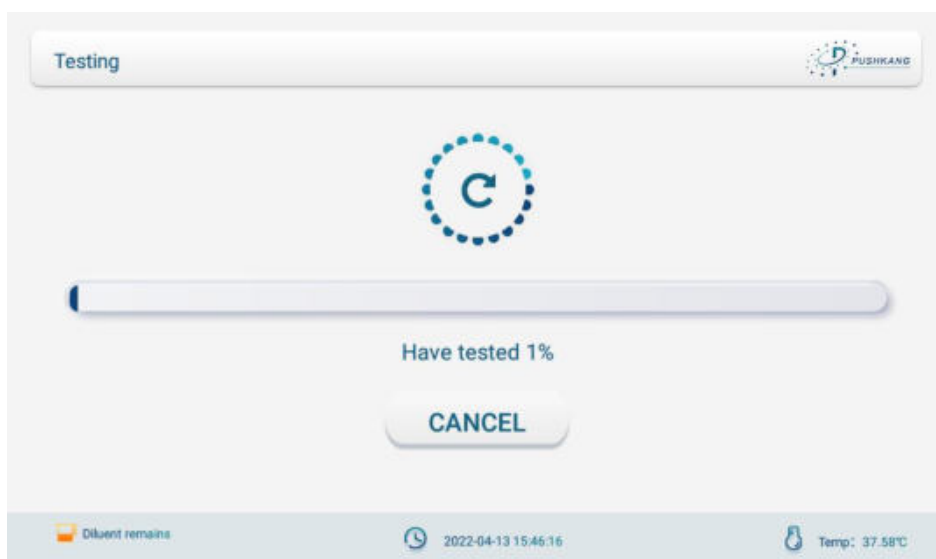 Testing
PUSHKANG
Have tested 1%
CANCEL
Diluent remains
2022-04-13 15:46:16
Temp: 37.58℃